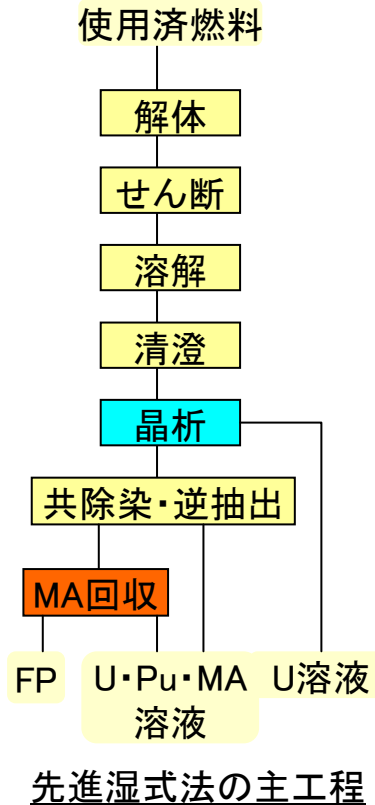 使用済燃料
解体
せん断
溶解
清澄
晶析
共除染・逆抽出
MA回収
FP
U・Pu・MA
溶液
U溶液
先進湿式法の主工程